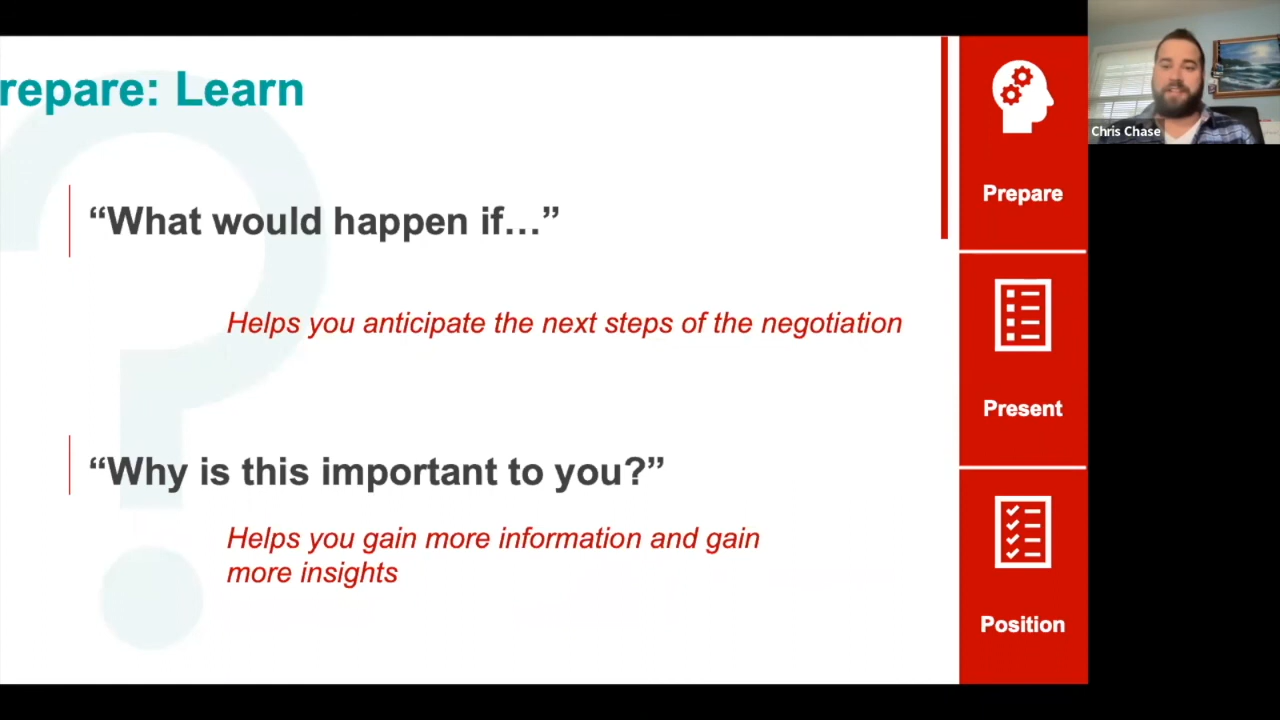 repare: Learn
“What would happen if…”
Helps you anticipate the next steps of the negotiation
“Why is this important to you?”
Helps you gain more information and gain
more insights
Prepare
Present
Position
Chris Chase